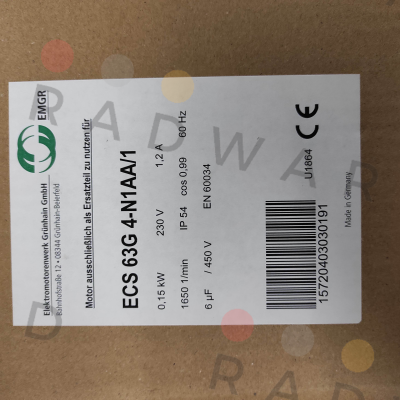 EMGR
Elektromotorenwerk Grünhain GmbH
Bahnhofstraße 12 • 08344 Grünhain-Beierfeld
Motor ausschließlich als Ersatzteil zu nutzen für
ECS 63G 4-N1AA/1
0,15 kW 230 V 1,2 A
1650 1/min IP 54 cos 0,99 60 Hz
6 µF / 450 V EN 60034
U1864 CE
15720403030191
Made in Germany
RADWAR
D
RADWAR